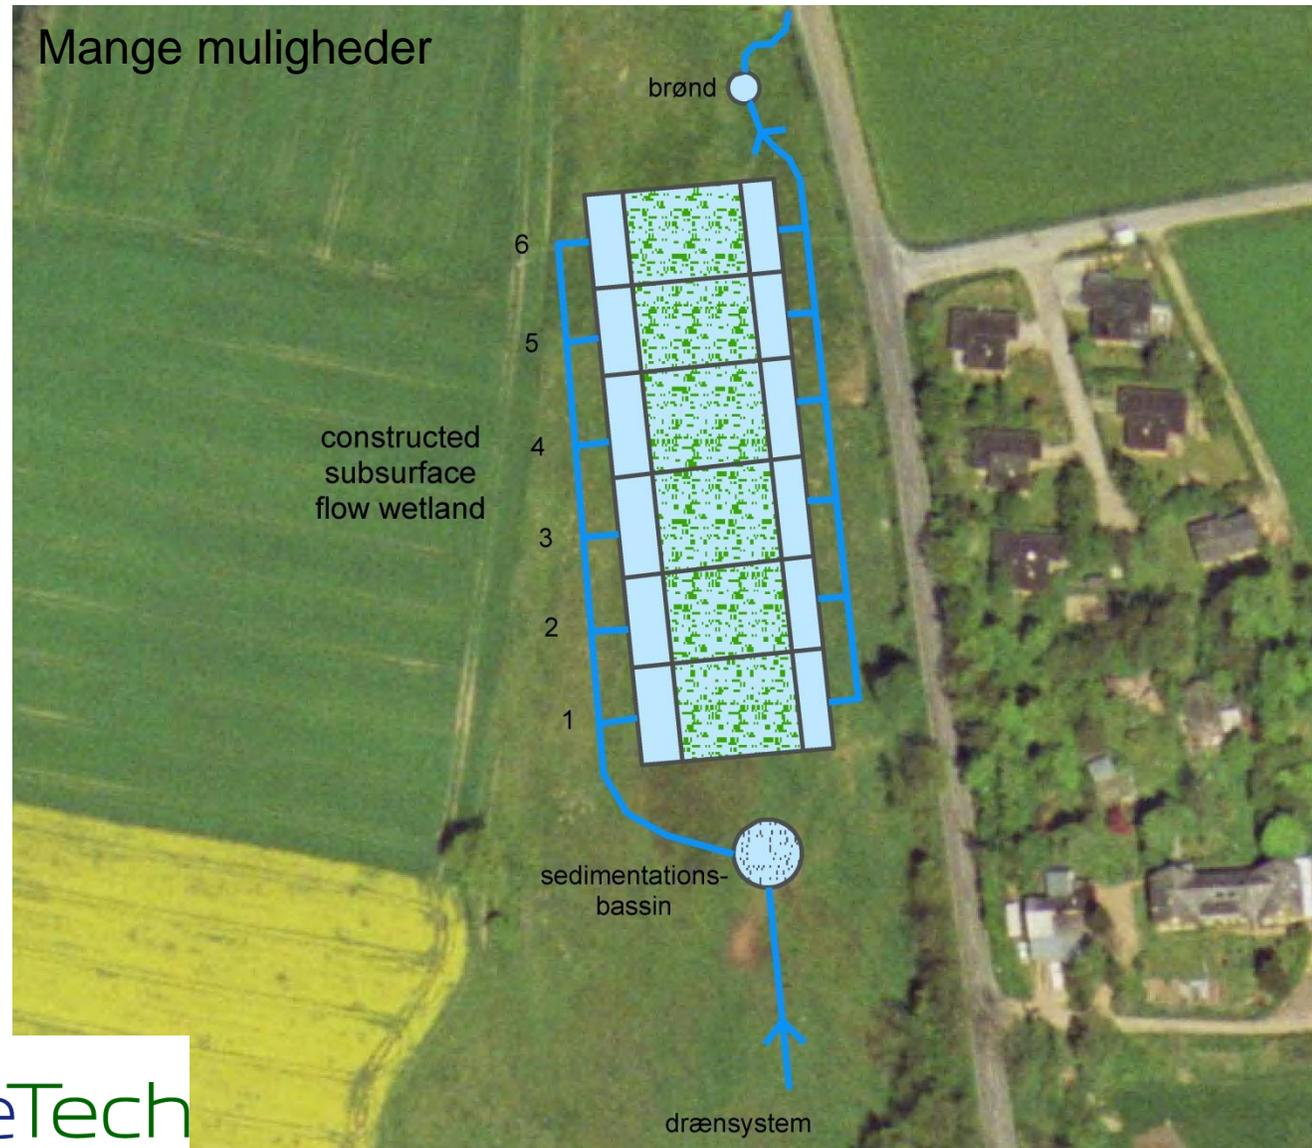 Mange muligheder
brønd
6
5
4
constructed
subsurface
flow wetland
3
2
1
sedimentations-
bassin
eTech
drænsystem